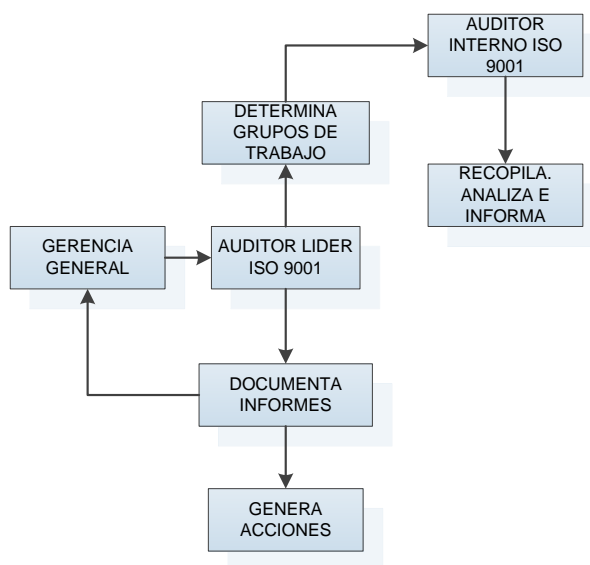 AUDITOR
INTERNO ISO
9001
DETERMINA
GRUPOS DE
TRABAJO
RECOPILA.
ANALIZA E
INFORMA
GERENCIA
GENERAL
AUDITOR LIDER
ISO 9001
DOCUMENTA
INFORMES
GENERA
ACCIONES